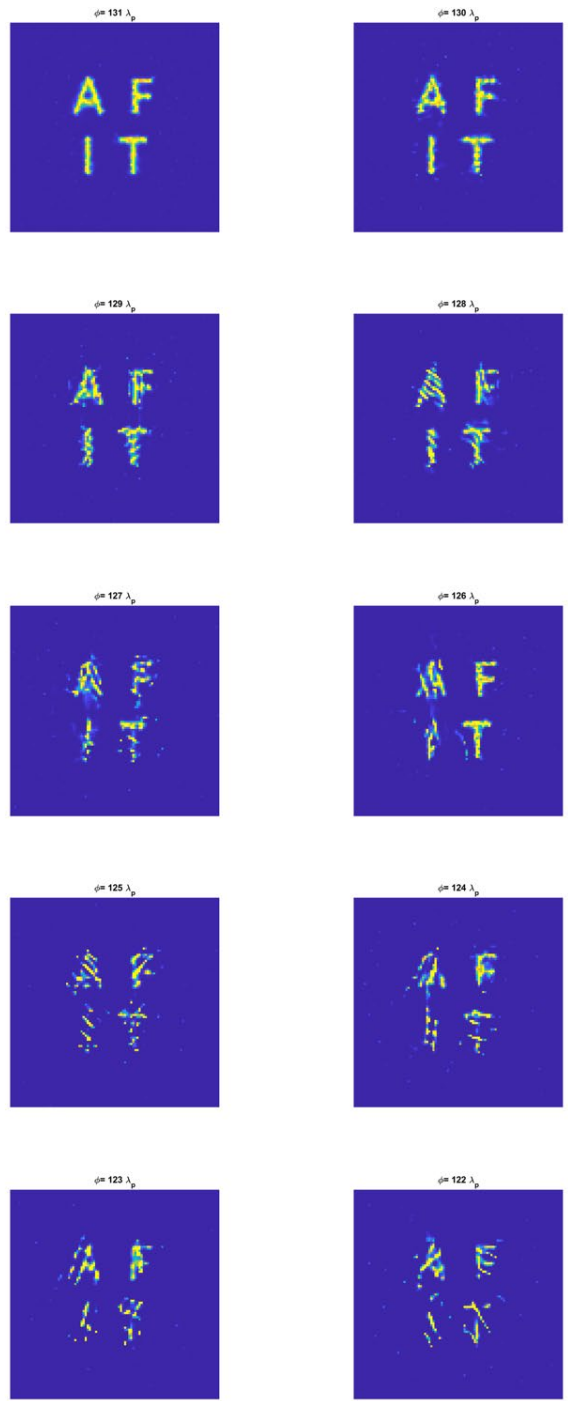 ϕ= 131 λp
ϕ= 130 λp
A F
I T
A F
I T
ϕ= 129 λp
ϕ= 128 λp
A F
I T
A F
I T
ϕ= 127 λp
ϕ= 126 λp
A F
I T
A F
I T
ϕ= 125 λp
ϕ= 124 λp
A F
I T
A F
I T
ϕ= 123 λp
ϕ= 122 λp
A F
I T
A F
I T